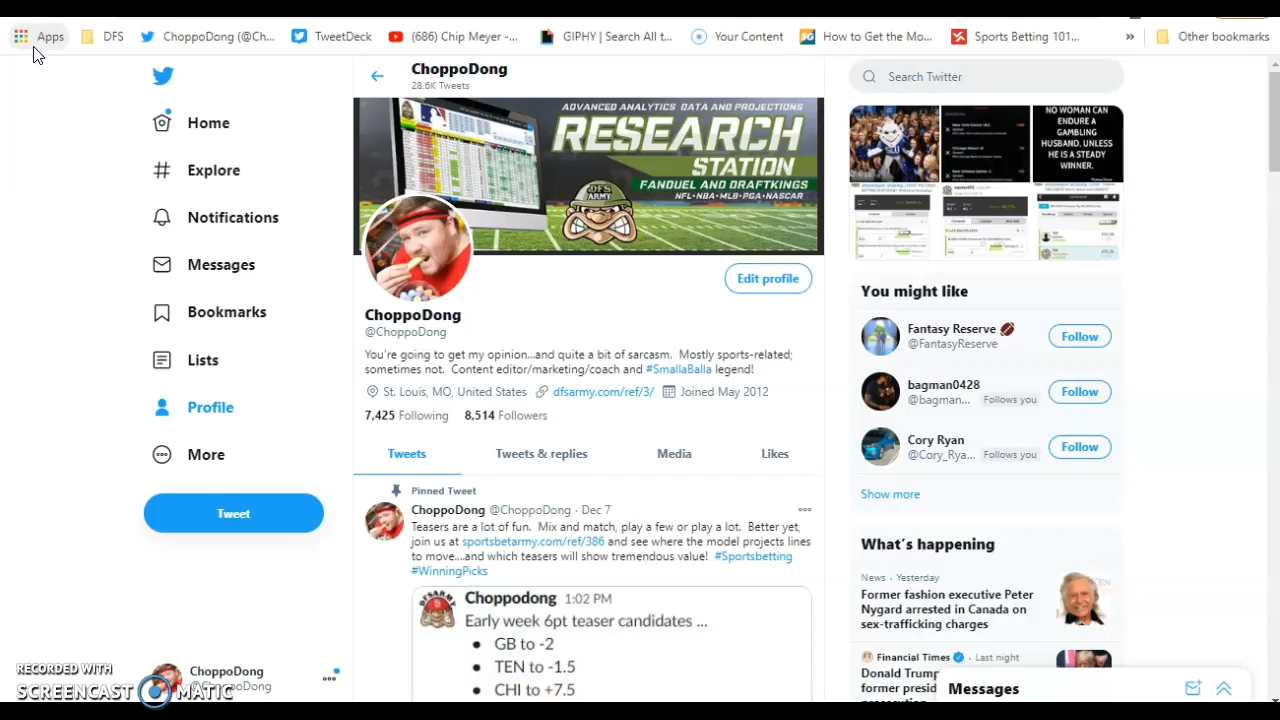 Apps
DFS
ChoppoDong (@Ch...
TweetDeck
(686) Chip Meyer -...
GIPHY | Search All t...
Your Content
How to Get the Mo...
Sports Betting 101...
»
Other bookmarks
ChoppoDong
28.6K Tweets
Search Twitter
Home
Explore
Notifications
Messages
Bookmarks
Lists
Profile
More
Tweet
ChoppoDong
RECORDED WITH
SCREENCAST MATIC
ADVANCED ANALYTICS DATA AND PROJECTIONS
RESEARCH
STATION
FANDUEL AND DRAFTKINGS
NFL•NBA•MLB•PGA•NASCAR
DFS
ARMY
Edit profile
ChoppoDong
@ChoppoDong
You're going to get my opinion...and quite a bit of sarcasm. Mostly sports-related;
sometimes not. Content editor/marketing/coach and #SmallaBalla legend!
St. Louis, MO, United States dfsarmy.com/ref/3/ Joined May 2012
7,425 Following 8,514 Followers
Tweets Tweets & replies Media Likes
Pinned Tweet
ChoppoDong @ChoppoDong · Dec 7
Teasers are a lot of fun. Mix and match, play a few or play a lot. Better yet,
join us at sportsbetarmy.com/ref/386 and see where the model projects lines
to move....and which teasers will show tremendous value! #Sportsbetting
#WinningPicks
Choppodong 1:02 PM
Early week 6pt teaser candidates ...
• GB to -2
• TEN to -1.5
• CHI to +7.5
NO WOMAN CAN
ENDURE A
GAMBLING
HUSBAND, UNLESS
HE IS A STEADY
WINNER.
You might like
Fantasy Reserve 🏈
@FantasyReserve
Follow
bagman0428
@bagman... Follows you
Follow
Cory Ryan
@Cory_Rya... Follows you
Follow
Show more
What's happening
News · Yesterday
Former fashion executive Peter
Nygard arrested in Canada on
sex-trafficking charges
Financial Times · Last night
Donald Trump
former presid
Messages